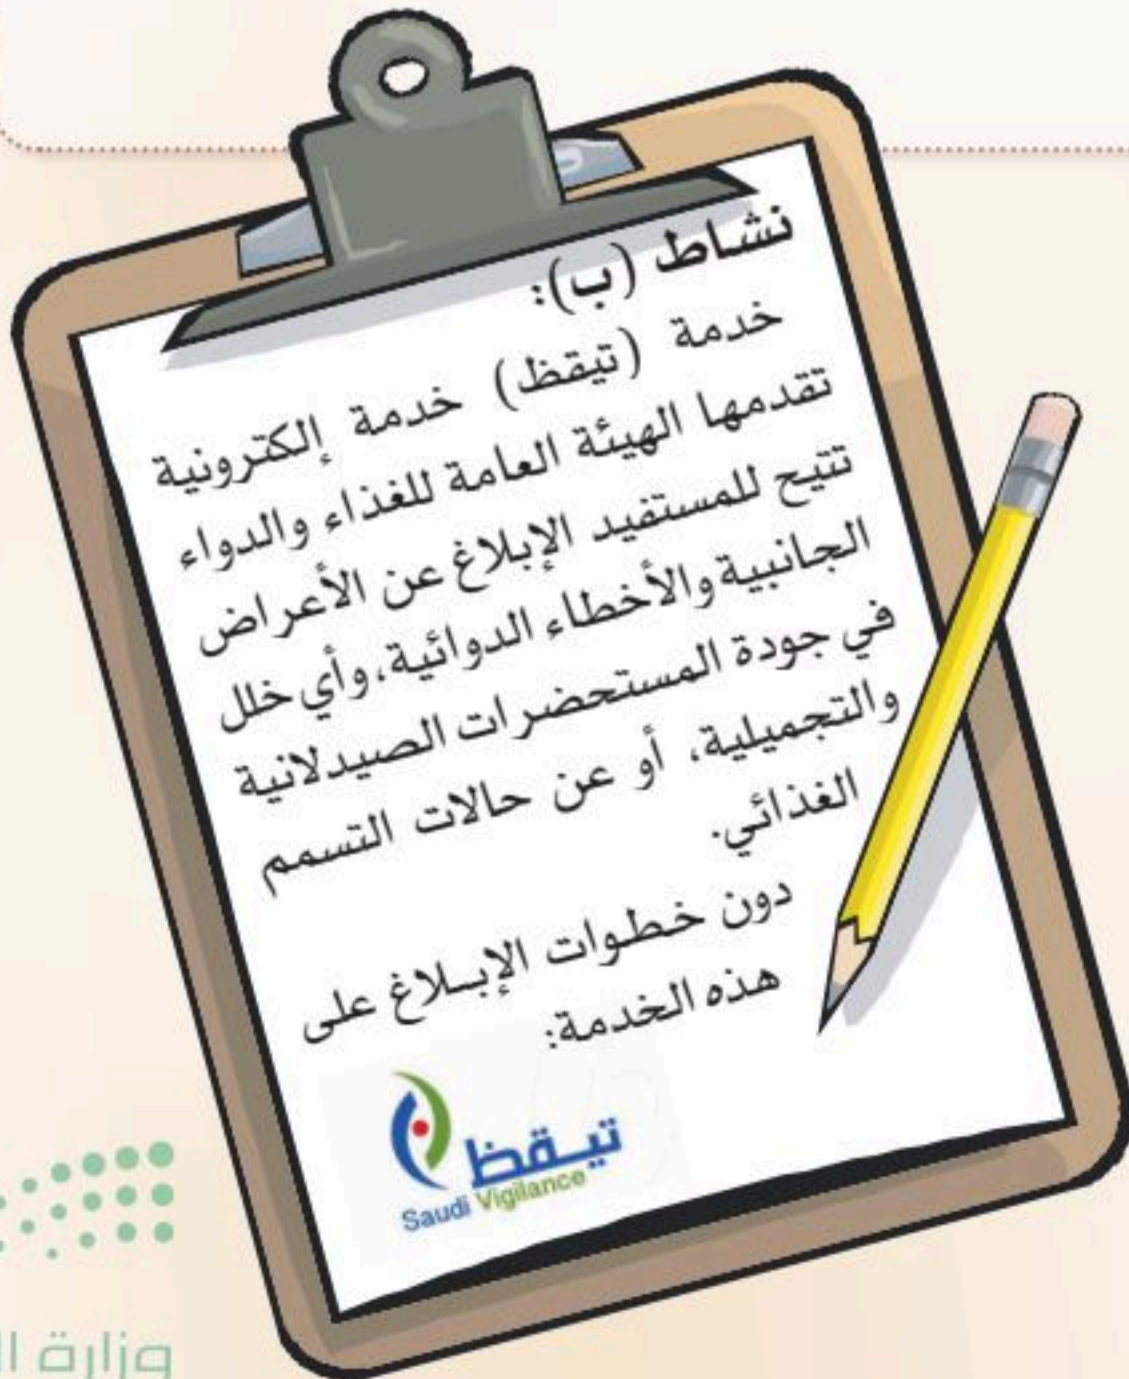 نشاط (ب):
خدمة (تيقظ) خدمة إلكترونية
تقدمها الهيئة العامة للغذاء والدواء
تتيح للمستفيد الإبلاغ عن الأعراض
الجانبية والأخطاء الدوائية، وأي خلل
في جودة المستحضرات الصيدلانية
والتجميلية، أو عن حالات التسمم
الغذائي.
دون خطوات الإبلاغ على
هذه الخدمة:
تيقظ
Saudi Vigilance
وزارة